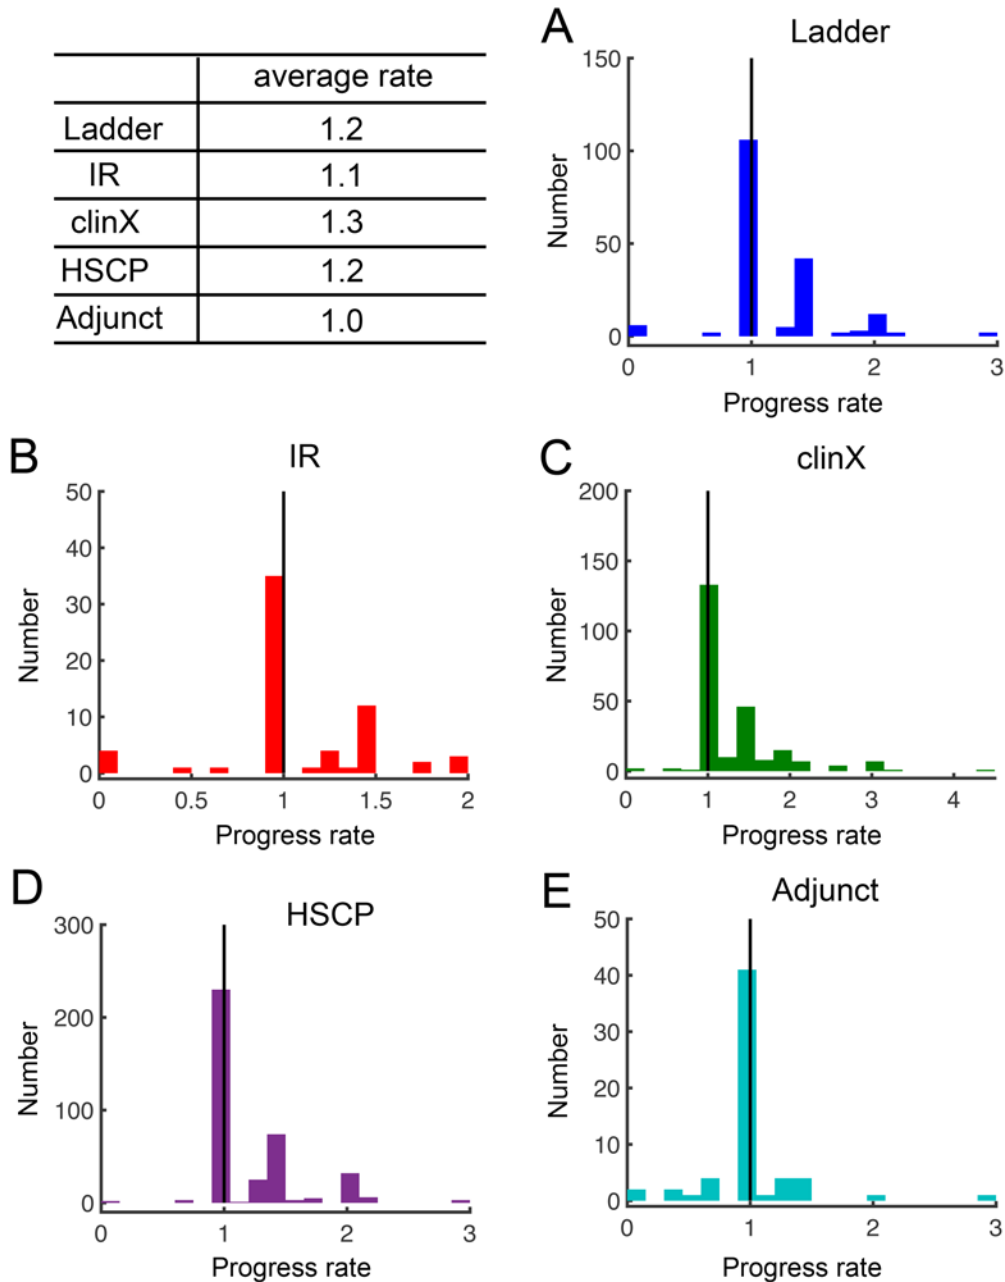 average rate
Ladder 1.2
IR 1.1
clinX 1.3
HSCP 1.2
Adjunct 1.0
A
Ladder
150
100
50
0
Number
0 1 2 3
Progress rate
B
IR
50
40
30
20
10
0
Number
0 0.5 1 1.5 2
Progress rate
C
clinX
200
150
100
50
0
Number
0 1 2 3 4
Progress rate
D
HSCP
300
200
100
0
Number
0 1 2 3
Progress rate
E
Adjunct
50
40
30
20
10
0
Number
0 1 2 3
Progress rate